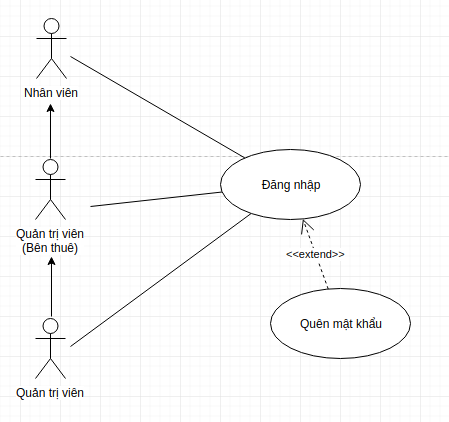 Nhân viên
Đăng nhập
Quản trị viên
(Bên thuê)
<<extend>>
Quên mật khẩu
Quản trị viên